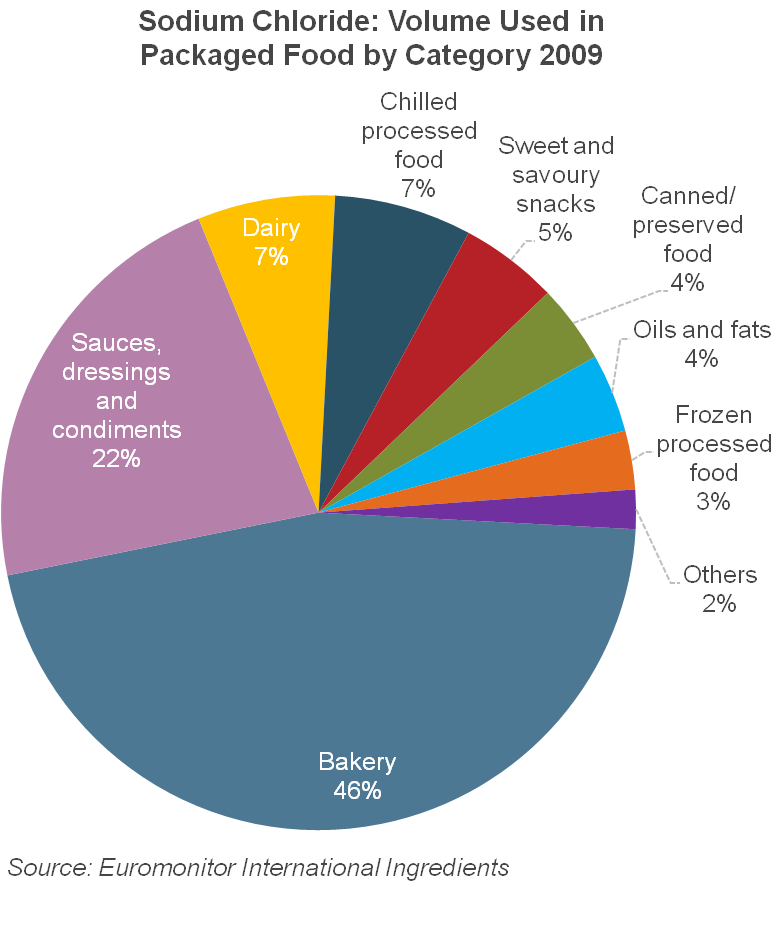 Sodium Chloride: Volume Used in
Packaged Food by Category 2009
Chilled
processed
food
7%
Sweet and
savoury
snacks
5%
Canned/
preserved
food
4%
Oils and fats
4%
Frozen
processed
food
3%
Others
2%
Bakery
46%
Sauces,
dressings
and
condiments
22%
Dairy
7%
Source: Euromonitor International Ingredients